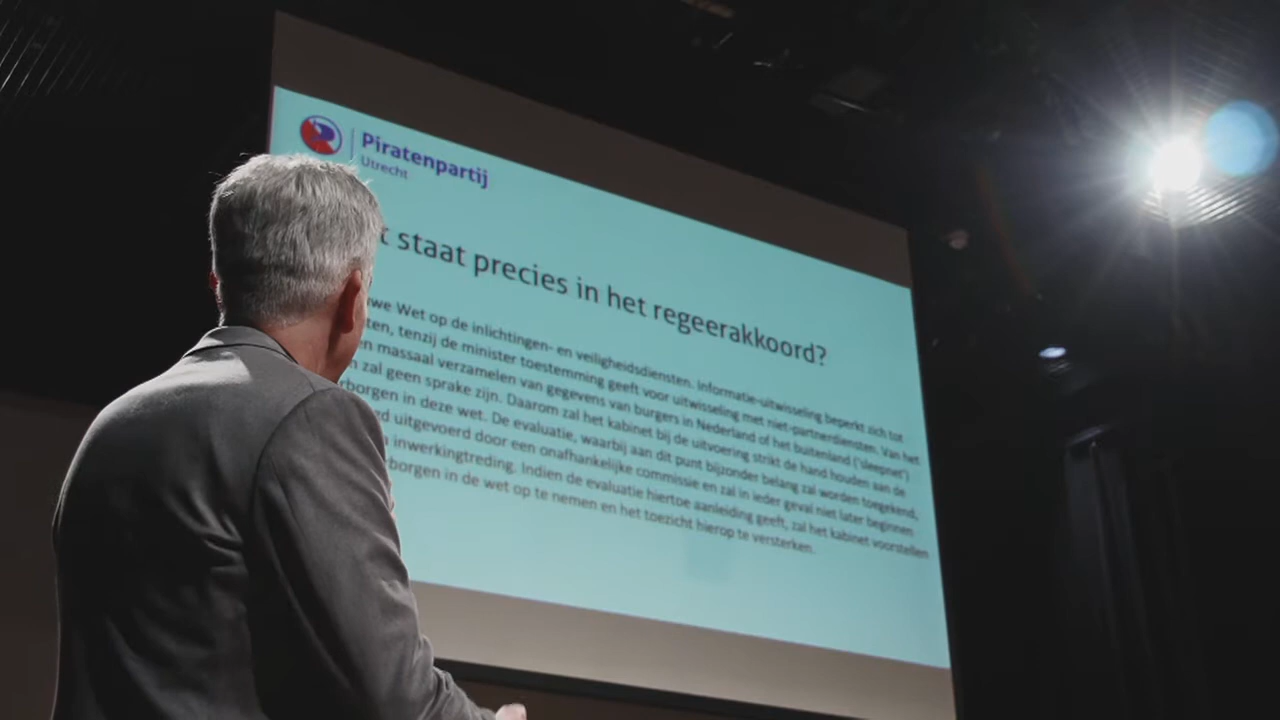 Piratenpartij
Utrecht
t staat precies in het regeerakkoord?
we Wet op de inlichtingen- en veiligheidsdiensten. Informatie-uitwisseling beperkt zich tot
ten, tenzij de minister toestemming geeft voor uitwisseling met niet-partnerdiensten. Van het
n massaal verzamelen van gegevens van burgers in Nederland of het buitenland ('sleepnet')
n zal geen sprake zijn. Daarom zal het kabinet bij de uitvoering strikt de hand houden aan de
rborgen in deze wet. De evaluatie, waarbij aan dit punt bijzonder belang zal worden toegekend,
gd uitgevoerd door een onafhankelijke commissie en zal in ieder geval niet later beginnen
n inwerkingtreding. Indien de evaluatie hiertoe aanleiding geeft, zal het kabinet voorstellen
borgen in de wet op te nemen en het toezicht hierop te versterken.